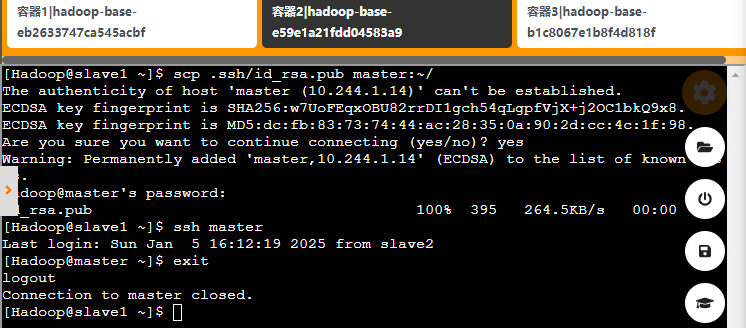 容器1|hadoop-base-
eb2633747ca545acbf
容器2|hadoop-base-
e59e1a21fdd04583a9
容器3|hadoop-base-
b1c8067e1b8f4d818f
[Hadoop@slave1 ~]$ scp .ssh/id_rsa.pub master:~/
The authenticity of host 'master (10.244.1.14)' can't be established.
ECDSA key fingerprint is SHA256:w7UoFEqxOBU82rrDI1gch54qLgpfVjX+j2OC1bkQ9x8.
ECDSA key fingerprint is MD5:dc:fb:83:73:74:44:ac:28:35:0a:90:2d:cc:4c:1f:98.
Are you sure you want to continue connecting (yes/no)? yes
Warning: Permanently added 'master,10.244.1.14' (ECDSA) to the list of known
s.
adoop@master's password:
d_rsa.pub 100% 395 264.5KB/s 00:00
[Hadoop@slave1 ~]$ ssh master
Last login: Sun Jan 5 16:12:19 2025 from slave2
[Hadoop@master ~]$ exit
logout
Connection to master closed.
[Hadoop@slave1 ~]$